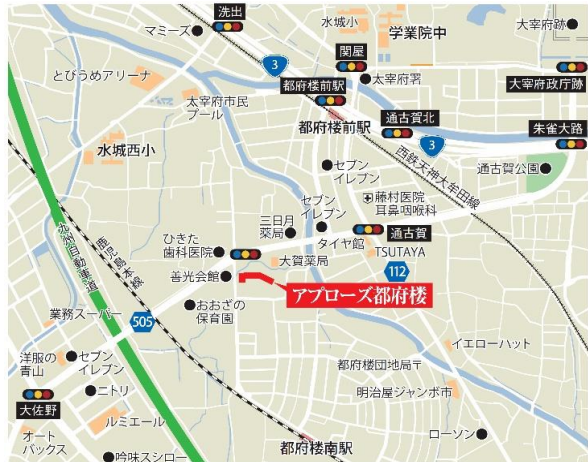 洗出
マミーズ
水城小
学業院中
大宰府跡
3
関屋
太宰府署
大宰府政庁跡
とびうめアリーナ
太宰府市民
プール
都府楼前駅
都府楼前駅
通古賀北
3
朱雀大路
水城西小
西鉄天神大牟田線
セブン
イレブン
通古賀公園
藤村医院
耳鼻咽喉科
セブン
イレブン
三日月
薬局
タイヤ館
通古賀
TSUTAYA
ひきた
歯科医院
大賀薬局
112
九州自動車道
鹿児島本線
善光会館
アプローズ都府楼
おおざの
保育園
業務スーパー
505
洋服の
青山
セブン
イレブン
都府楼団地局〒
イエローハット
ニトリ
明治屋ジャンボ市
大佐野
ルミエール
オート
バックス
ローソン
都府楼南駅
吟味スシロー